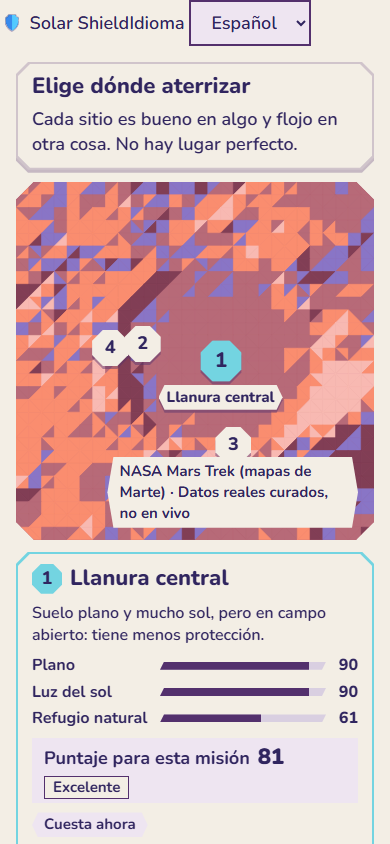 Solar ShieldIdioma Español
Elige dónde aterrizar
Cada sitio es bueno en algo y flojo en
otra cosa. No hay lugar perfecto.
4 2
1
Llanura central
3
NASA Mars Trek (mapas de
Marte) · Datos reales curados,
no en vivo
1 Llanura central
Suelo plano y mucho sol, pero en campo
abierto: tiene menos protección.
Plano 90
Luz del sol 90
Refugio natural 61
Puntaje para esta misión 81
Excelente
Cuesta ahora